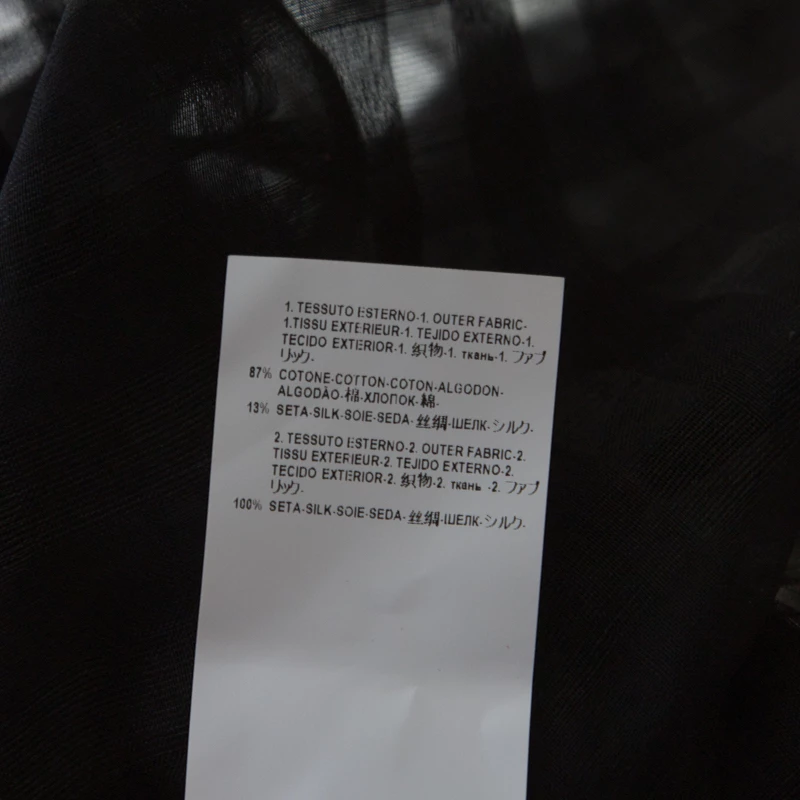 1. TESSUTO ESTERNO-1. OUTER FABRIC-
1.TISSU EXTERIEUR-1. TEJIDO EXTERNO-1.
TECIDO EXTERIOR-1. 织物-1. ткань-1. ファブ
リック.
87% COTONE-COTTON-COTON-ALGODON-
ALGODÃO-棉-ХЛОПОК-綿-
13% SETA-SILK-SOIE-SEDA-丝绸-ШЕЛК-シルク-
2. TESSUTO ESTERNO-2. OUTER FABRIC-2.
TISSU EXTERIEUR-2. TEJIDO EXTERNO-2.
TECIDO EXTERIOR-2. 织物-2. ткань -2. ファブ
リック.
100% SETA-SILK-SOIE-SEDA-丝绸-ШЕЛК-シルク-